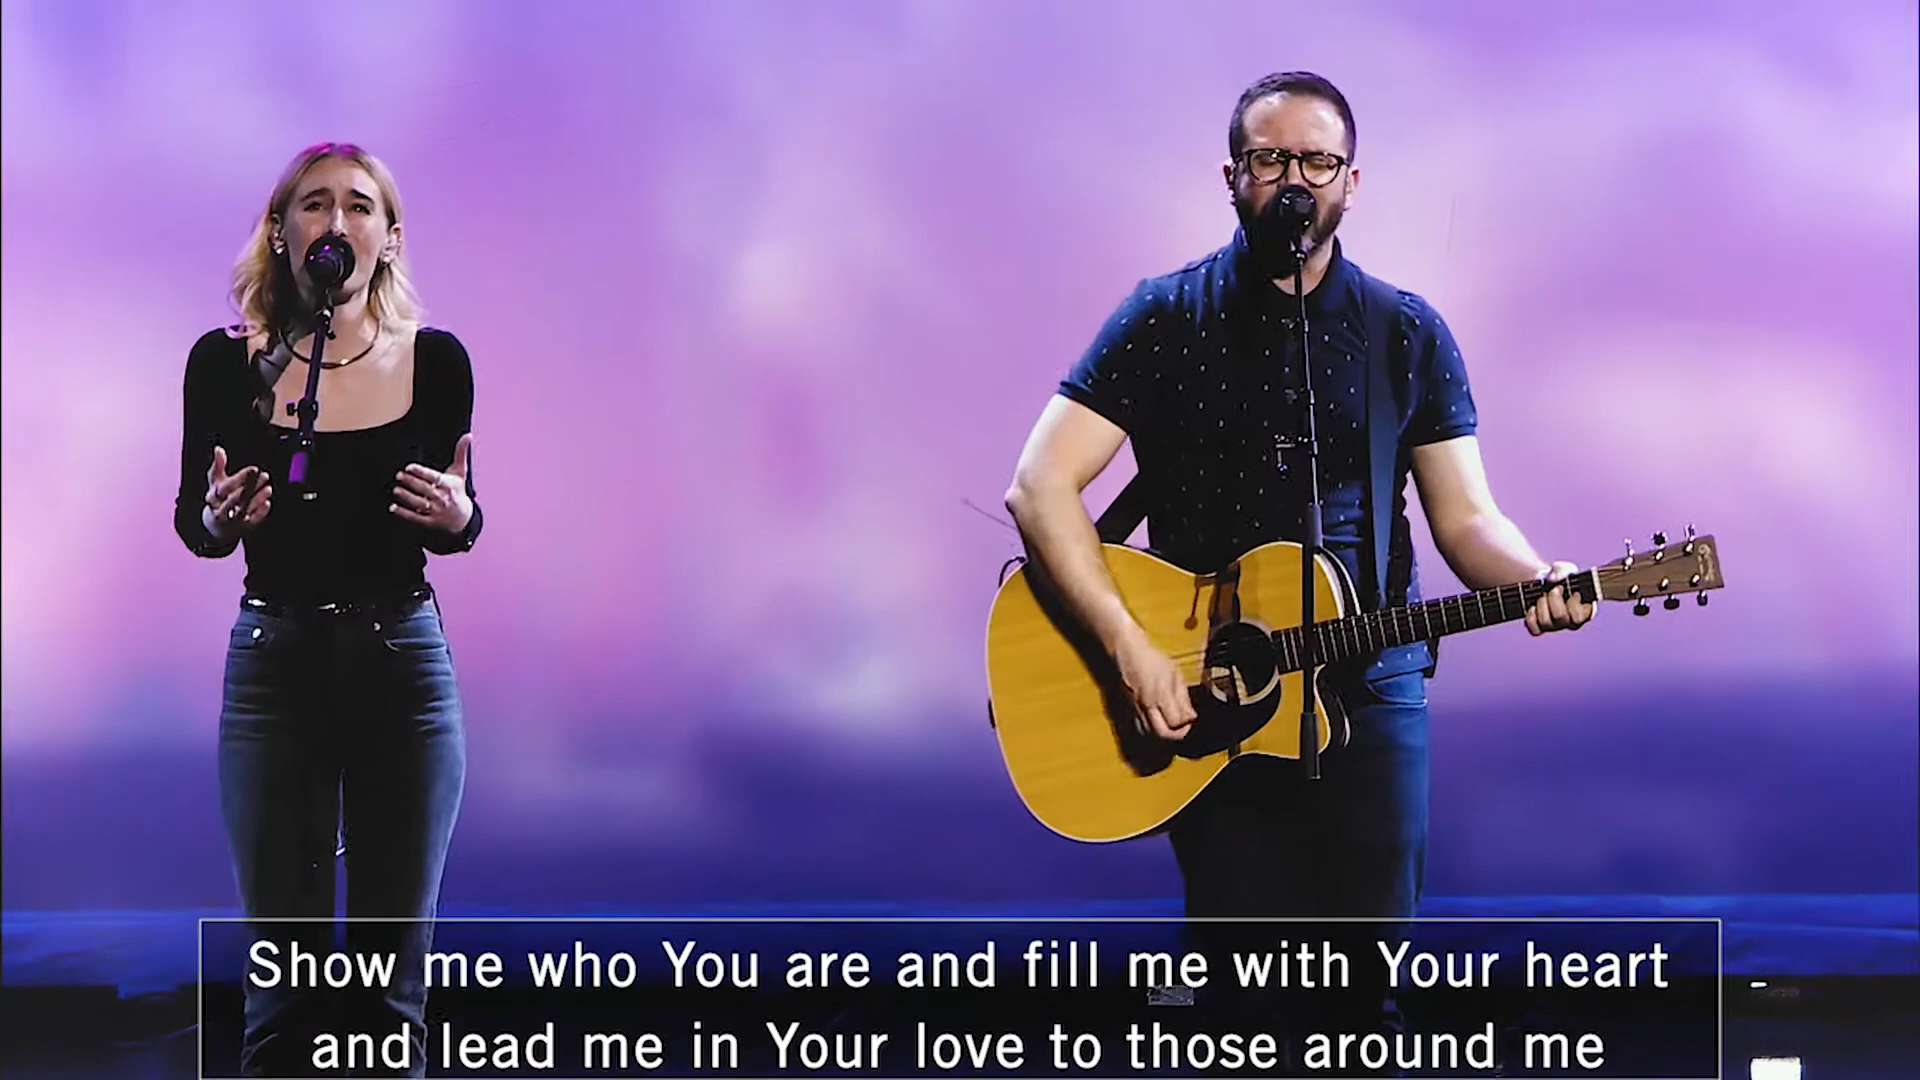 Show me who You are and fill me with Your heart
and lead me in Your love to those around me